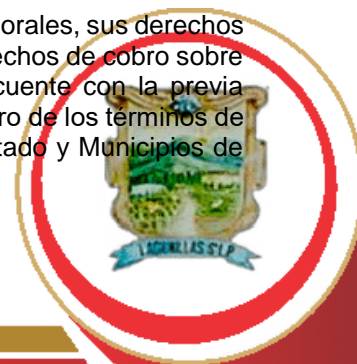 orales, sus derechos
echos de cobro sobre
cuente con la previa
ro de los términos de
tado y Municipios de
LAGUNILLAS S.L.P.